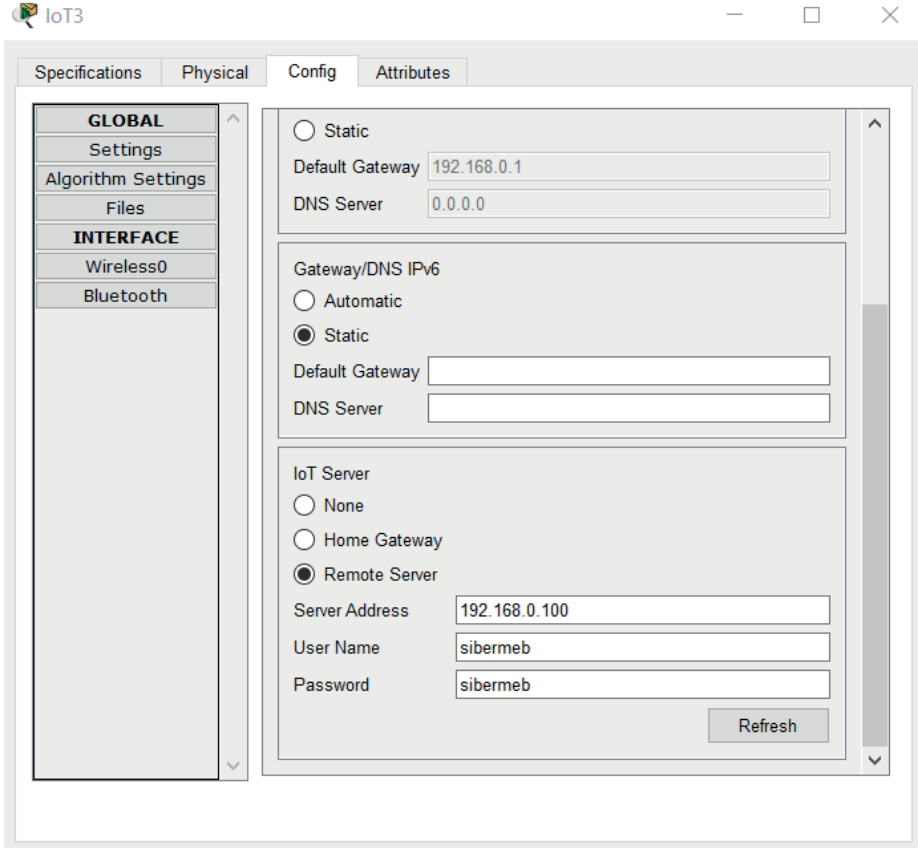 IoT3
Specifications Physical Config Attributes
GLOBAL
Settings
Algorithm Settings
Files
INTERFACE
Wireless0
Bluetooth
Static
Default Gateway 192.168.0.1
DNS Server 0.0.0.0
Gateway/DNS IPv6
Automatic
Static
Default Gateway
DNS Server
IoT Server
None
Home Gateway
Remote Server
Server Address 192.168.0.100
User Name sibermeb
Password sibermeb
Refresh